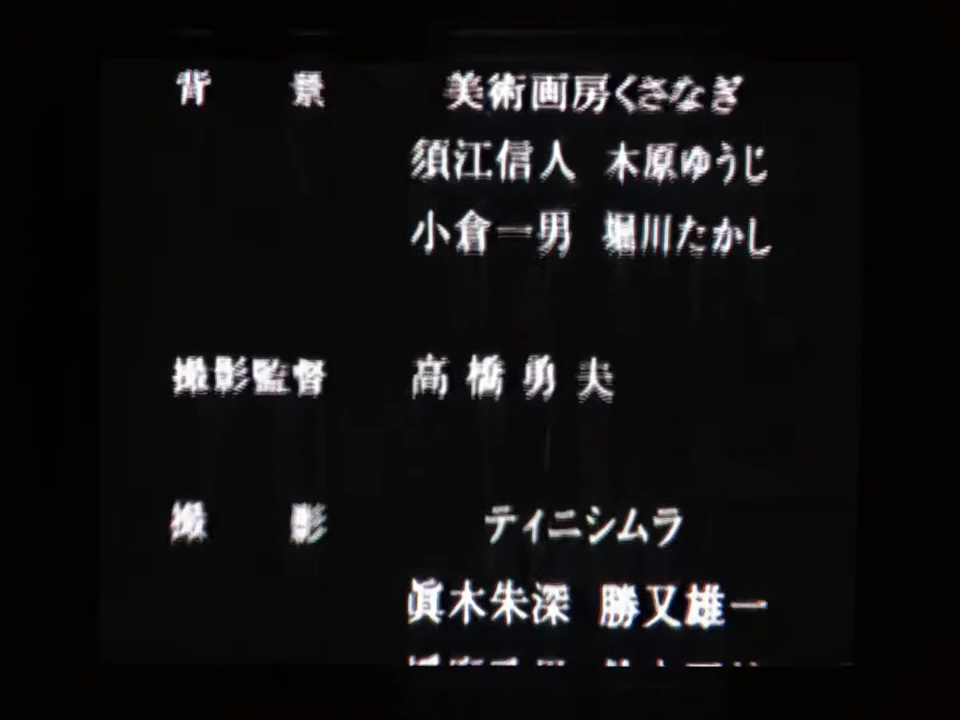 背景 美術画房くさなぎ
須江信人 木原ゆうじ
小倉一男 堀川たかし
撮影監督 高橋勇夫
撮影 ティニシムラ
眞木朱深 勝又雄一